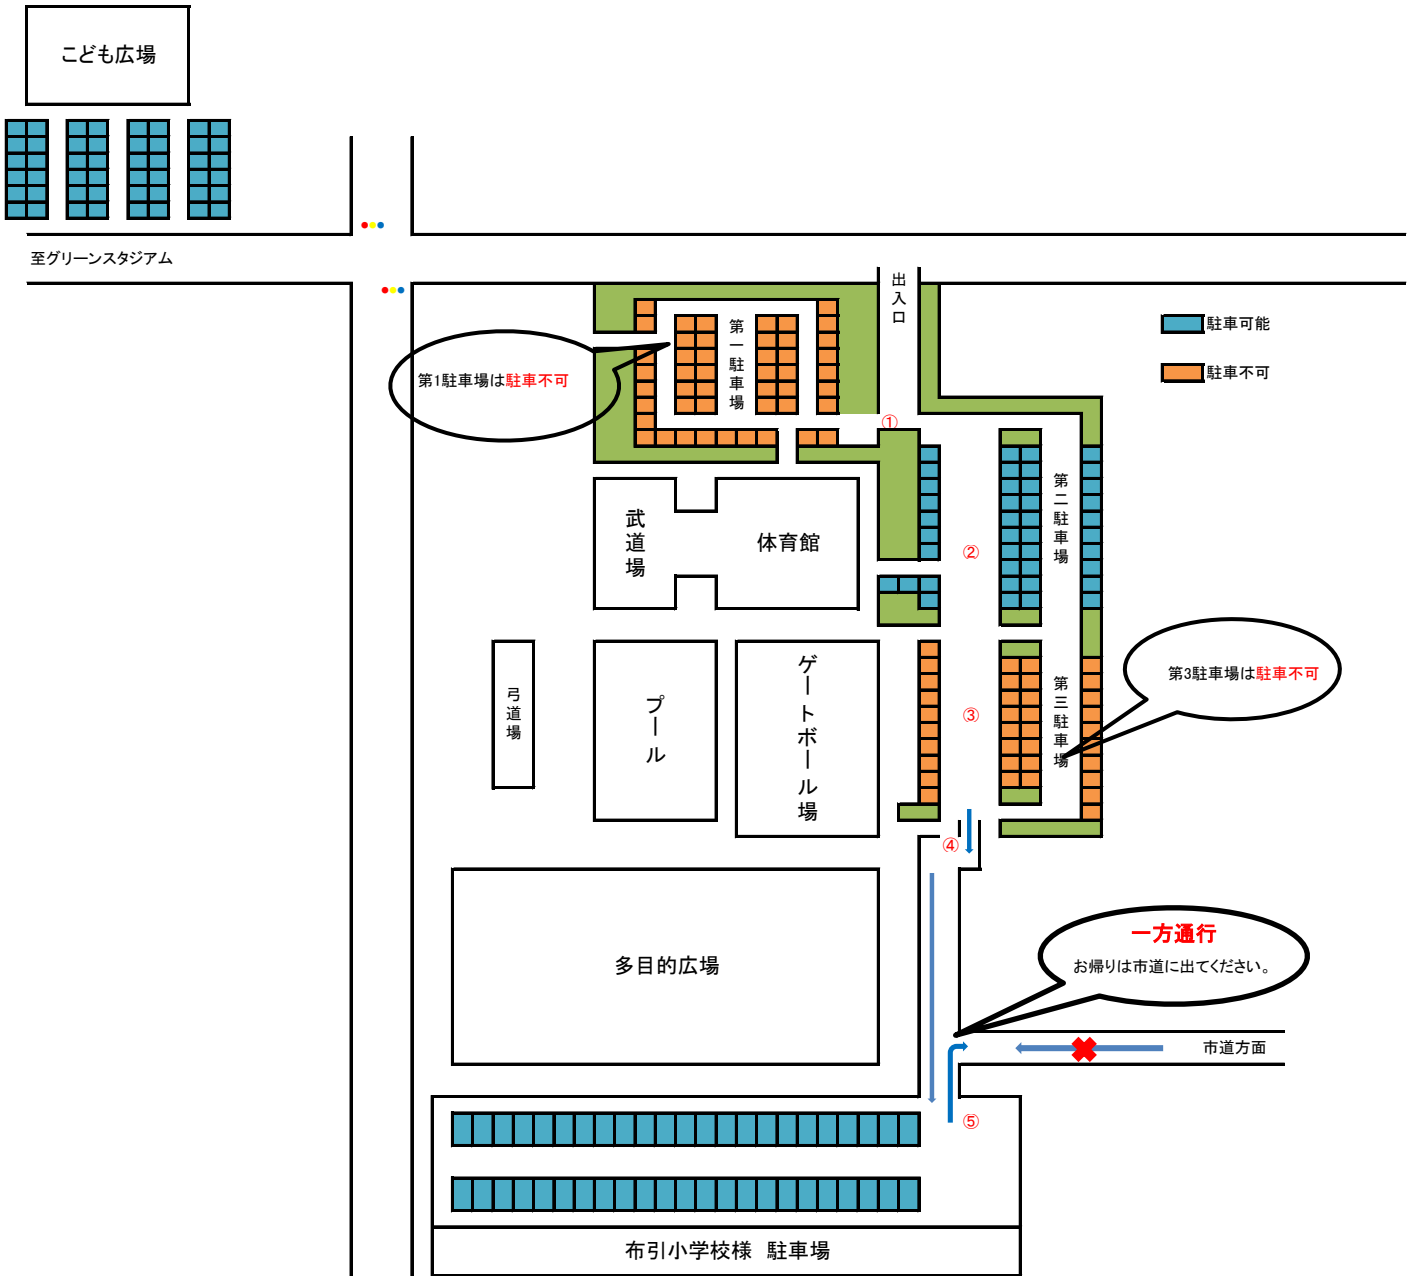 こども広場
至グリーンスタジアム
出入口
駐車可能
駐車不可
第一駐車場
第1駐車場は駐車不可
①
武道場
体育館
②
第二駐車場
弓道場
プール
ゲートボール場
③
第三駐車場
第3駐車場は駐車不可
④
多目的広場
一方通行
お帰りは市道に出てください。
市道方面
⑤
布引小学校様 駐車場